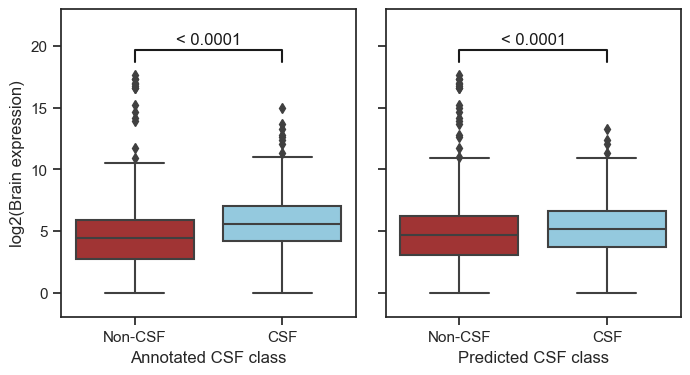 < 0.0001
< 0.0001
20
15
10
5
0
log2(Brain expression)
Non-CSF
CSF
Non-CSF
CSF
Annotated CSF class
Predicted CSF class